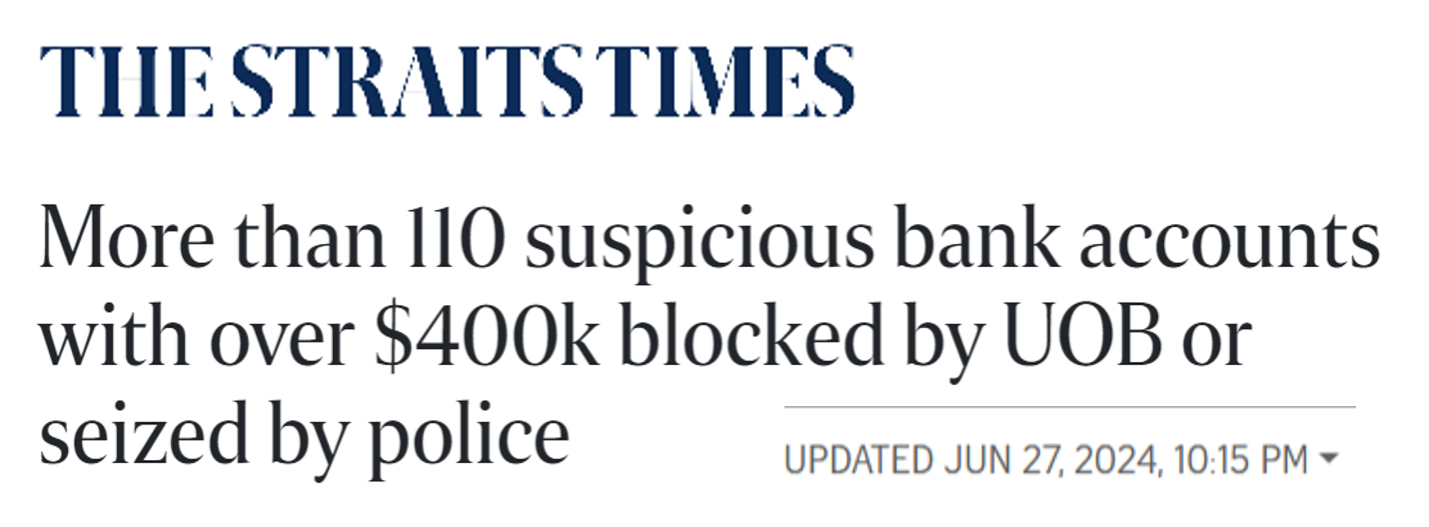 THE STRAITS TIMES
More than 110 suspicious bank accounts
with over $400k blocked by UOB or
seized by police
UPDATED JUN 27, 2024, 10:15 PM